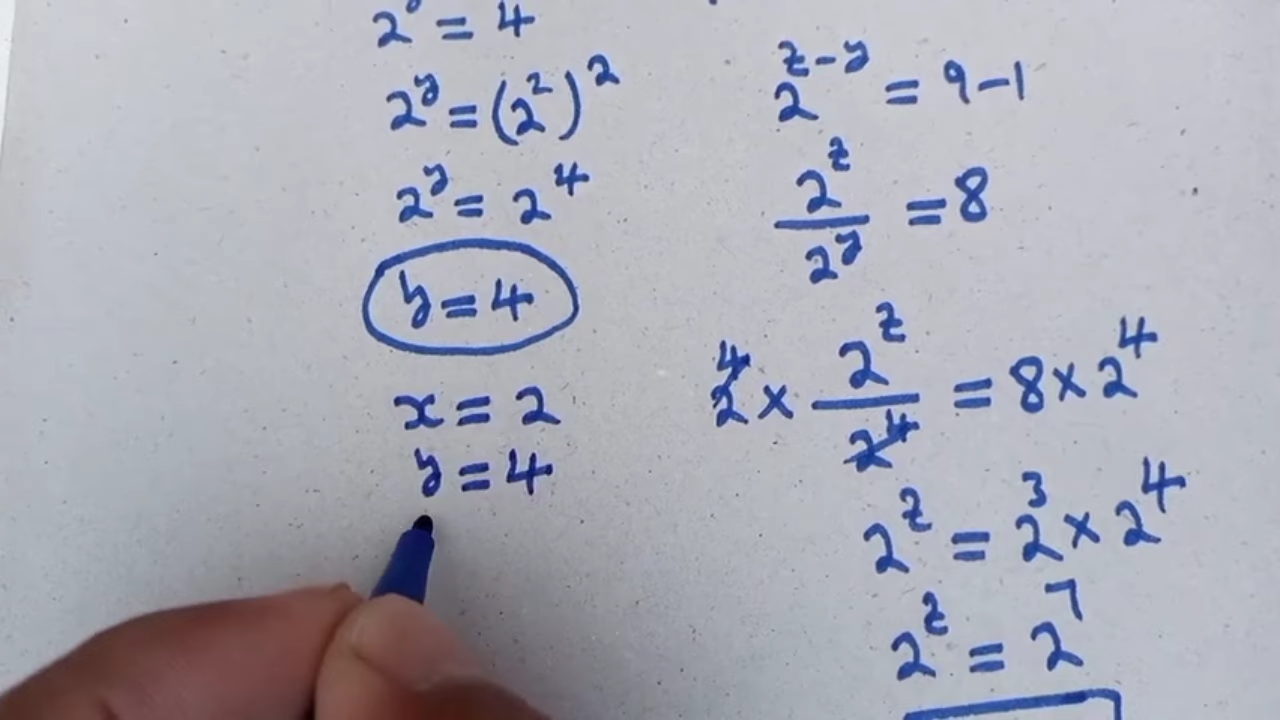 2^y = 4
2^y = (2^2)^2
2^y = 2^4
y = 4
x = 2
y = 4
2^{z-y} = 9-1
2^z / 2^y = 8
2^4 × 2^z / 2^4 = 8 × 2^4
2^z = 2^3 × 2^4
2^z = 2^7